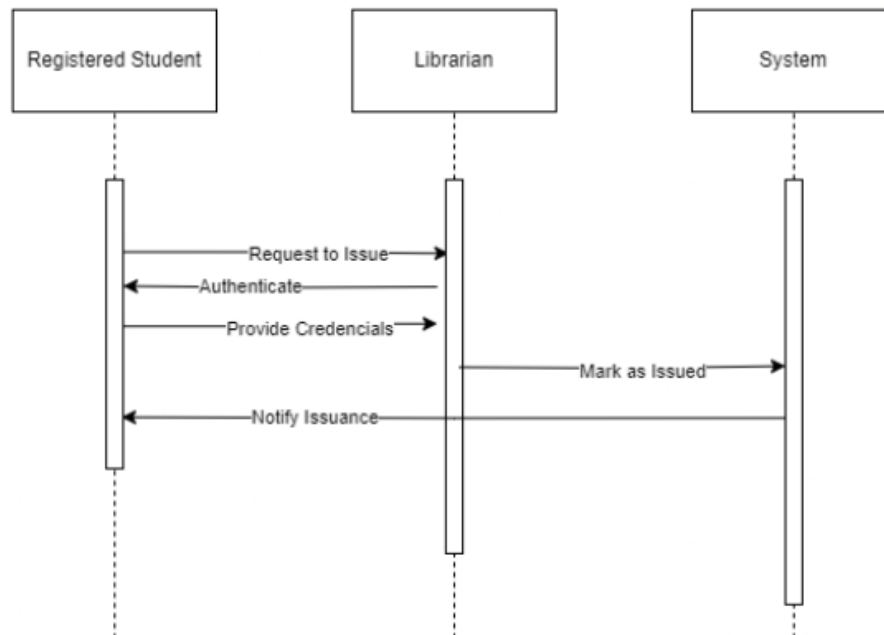 Registered Student
Librarian
System
Request to Issue
Authenticate
Provide Credencials
Mark as Issued
Notify Issuance